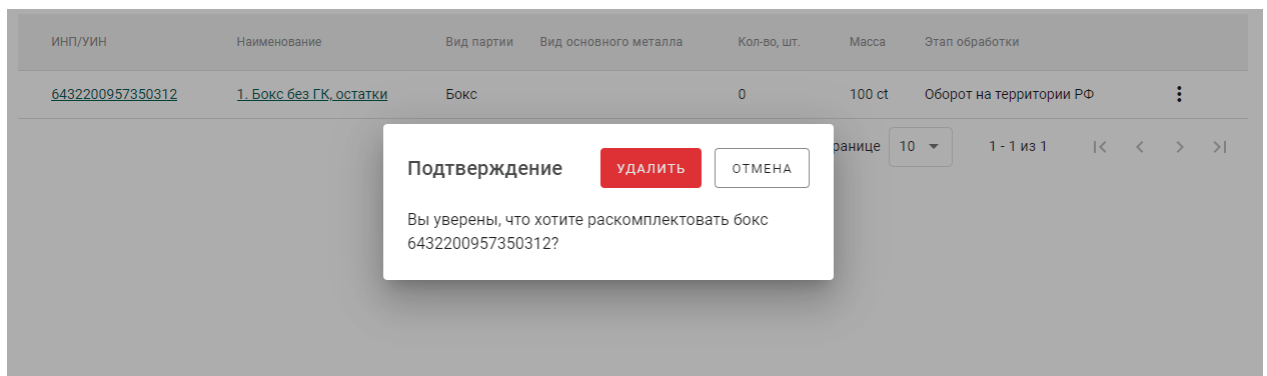 ИНП/УИН Наименование Вид партии Вид основного металла Кол-во, шт. Масса Этап обработки
6432200957350312 1. Бокс без ГК, остатки Бокс 0 100 ct Оборот на территории РФ
10 1 - 1 из 1
Подтверждение УДАЛИТЬ ОТМЕНА
Вы уверены, что хотите раскомплектовать бокс
6432200957350312?